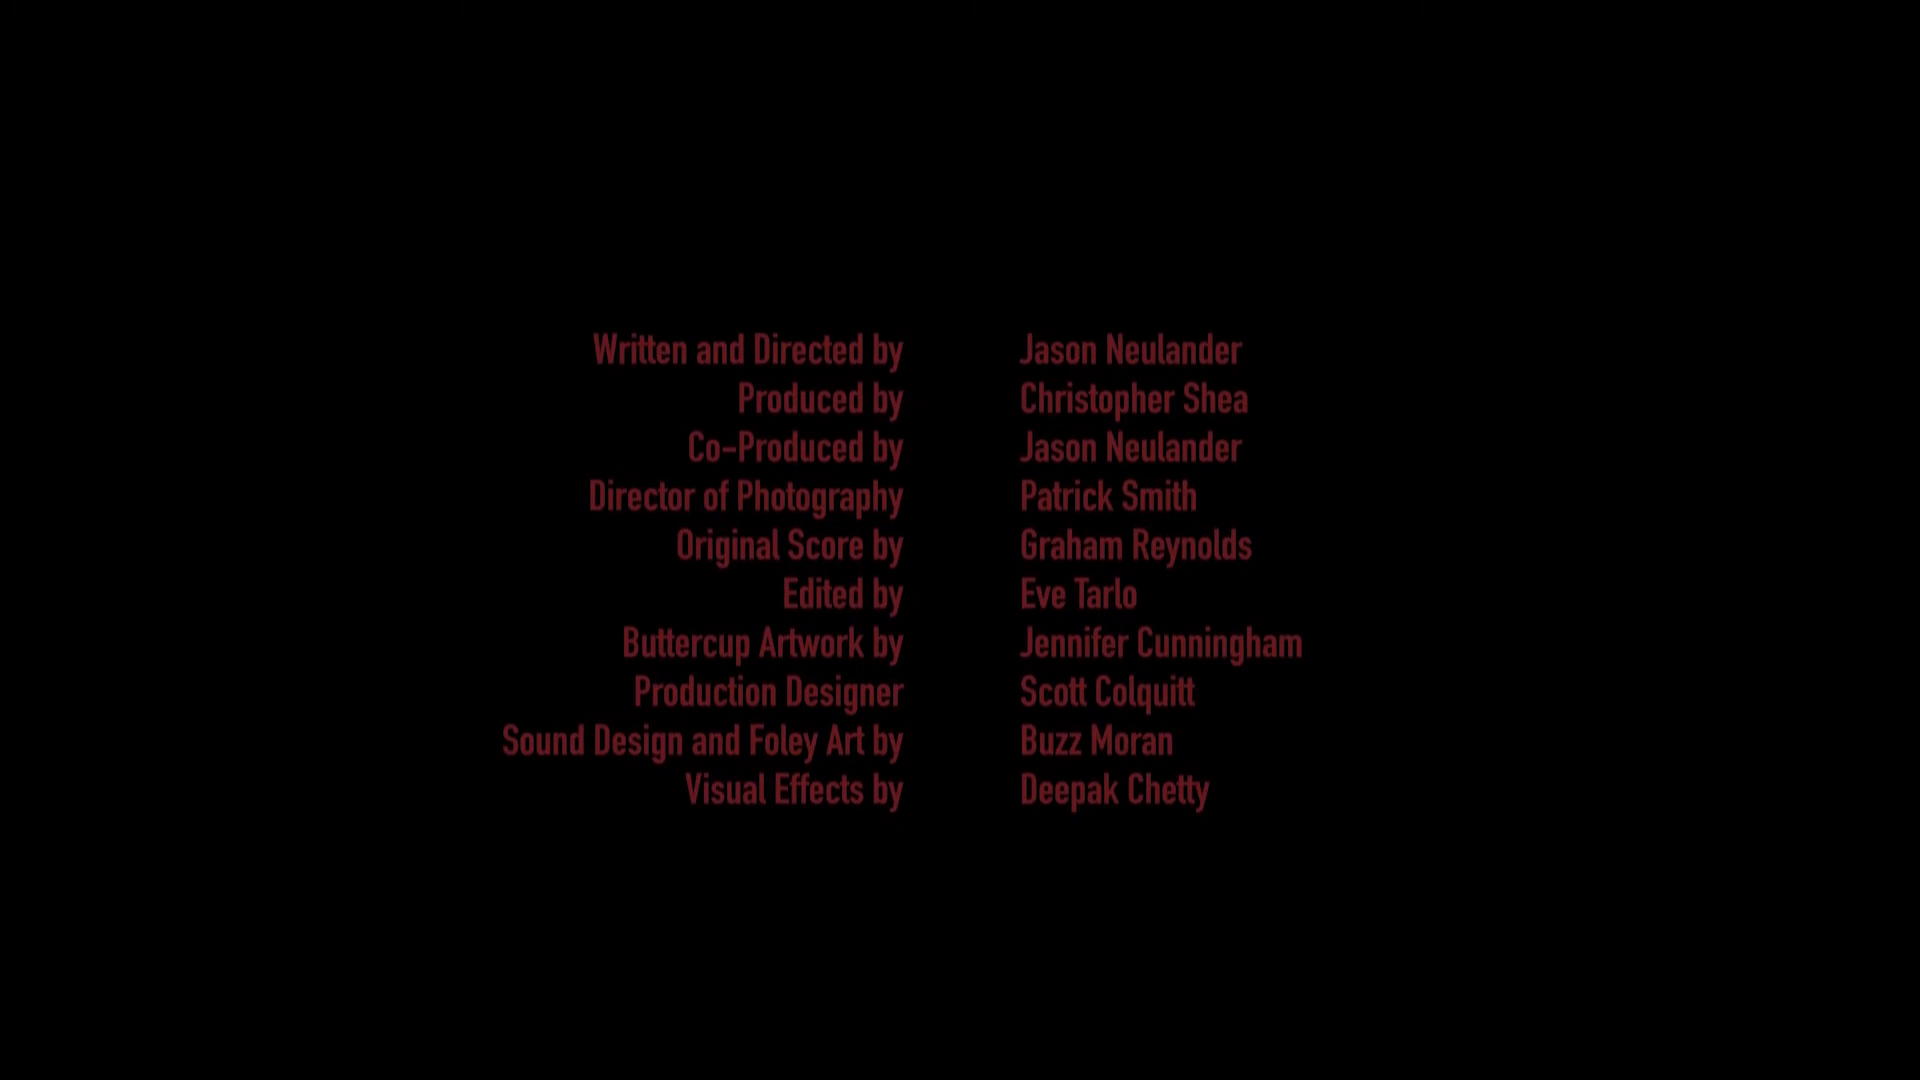 Written and Directed by Jason Neulander
Produced by Christopher Shea
Co-Produced by Jason Neulander
Director of Photography Patrick Smith
Original Score by Graham Reynolds
Edited by Eve Tarlo
Buttercup Artwork by Jennifer Cunningham
Production Designer Scott Colquitt
Sound Design and Foley Art by Buzz Moran
Visual Effects by Deepak Chetty